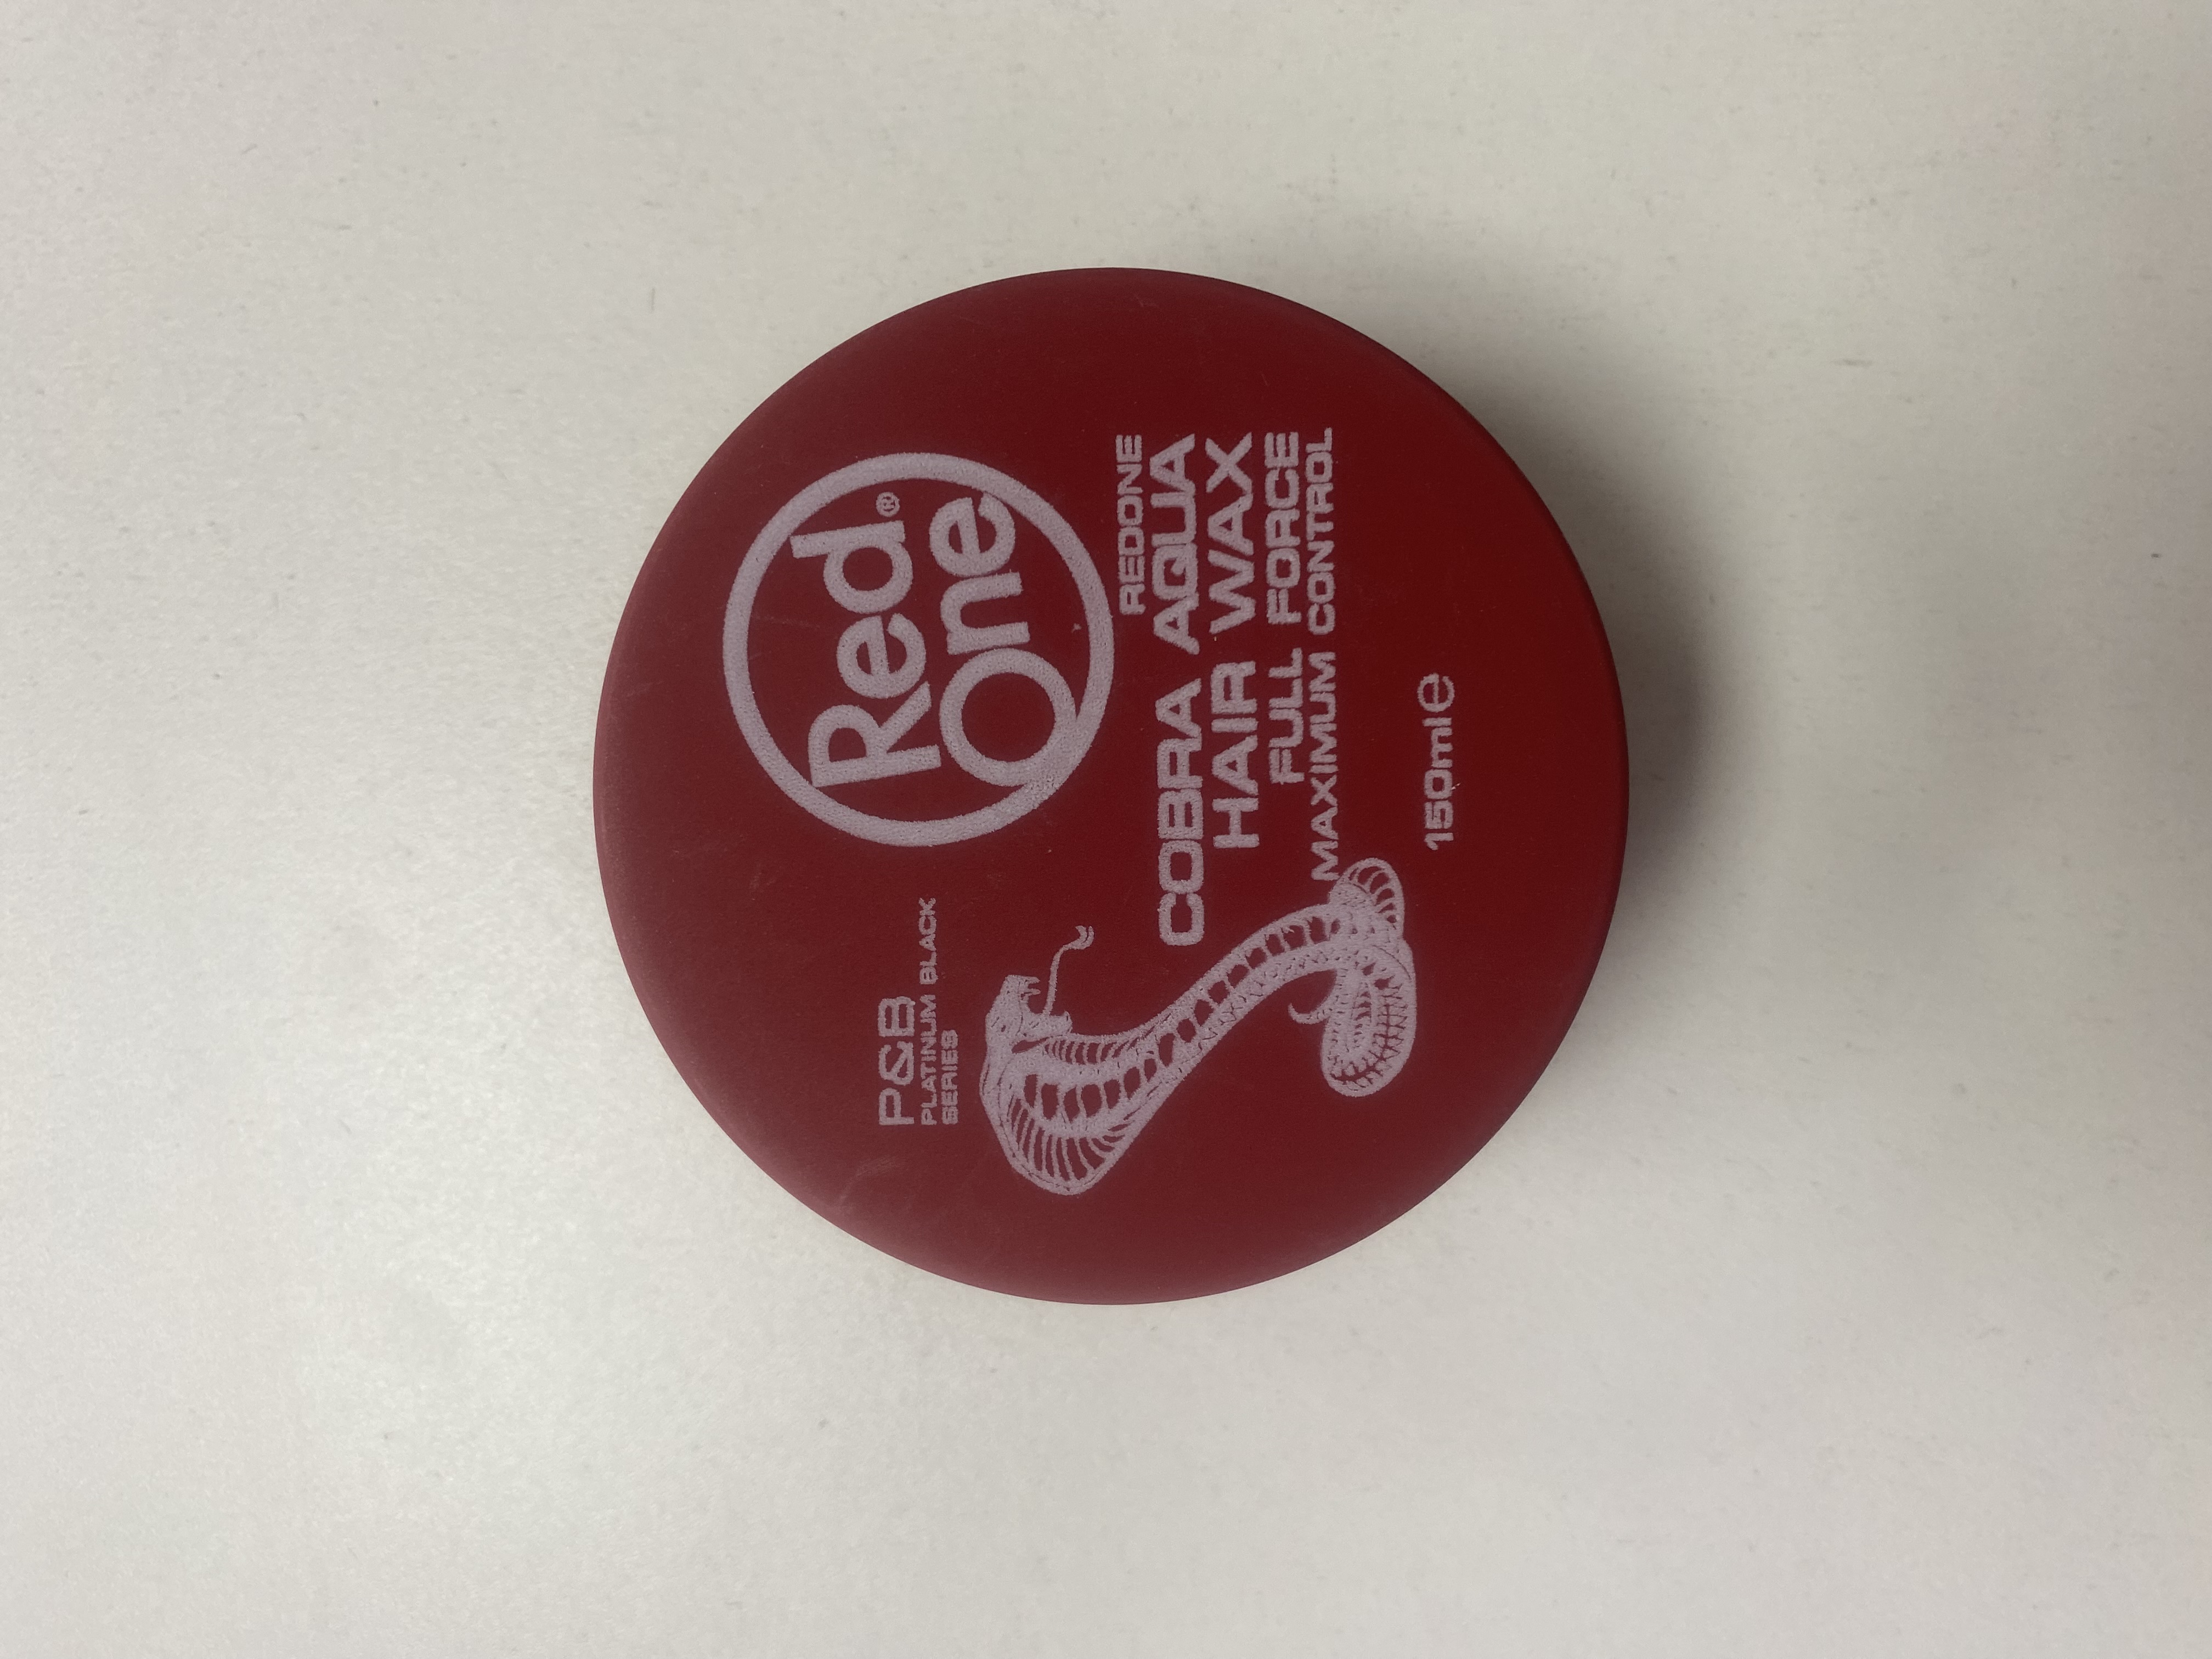 Red®
One
P&B
PLATINUM BLACK
SERIES
REDONE
COBRA AQUA
HAIR WAX
FULL FORCE
MAXIMUM CONTROL
150ml℮